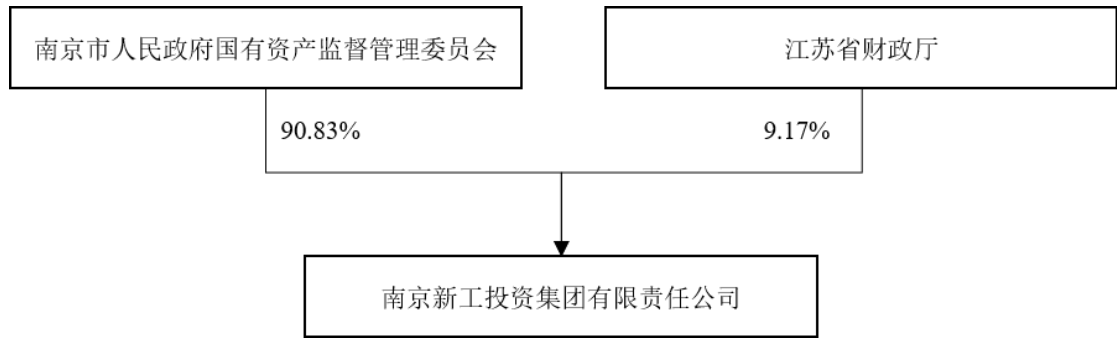 南京市人民政府国有资产监督管理委员会
江苏省财政厅
90.83%
9.17%
南京新工投资集团有限责任公司